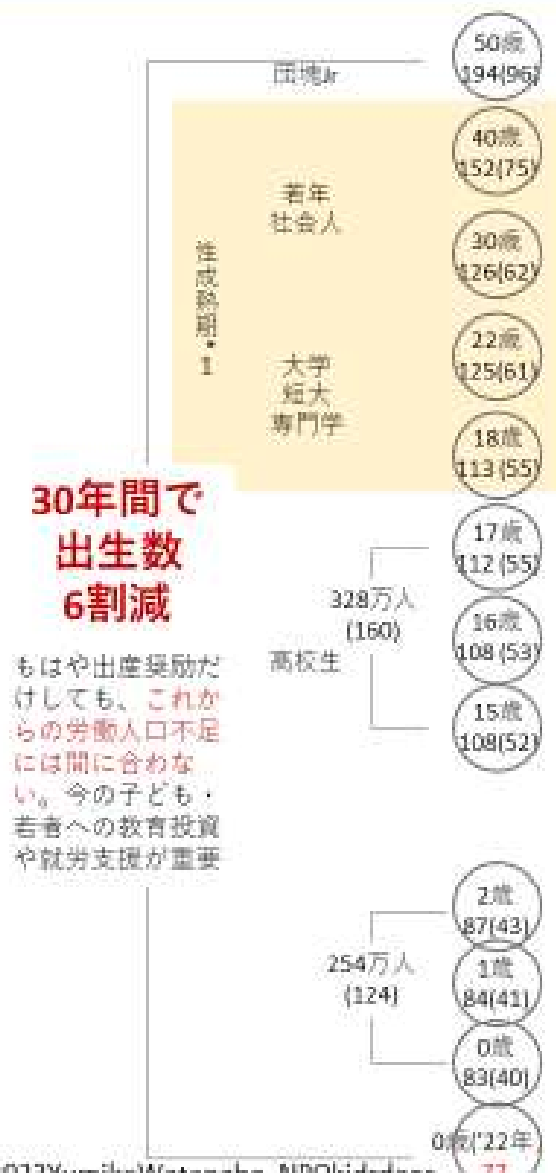 50歳
194(96)
団塊Jr
40歳
152(75)
若年
社会人
30歳
126(62)
性成熟期・I
22歳
125(61)
大学
短大
専門学
18歳
113 (55)
30年間で
出生数
6割減
17歳
112 (55)
328万人
(160)
16歳
108 (53)
高校生
15歳
108(52)
もはや出産奨励だ
けしても、これか
らの労働人口不足
には間に合わな
い。今の子ども・
若者への教育投資
や就労支援が重要
2歳
87(43)
254万人
(124)
1歳
84(41)
0歳
83(40)
0歳('22年
77